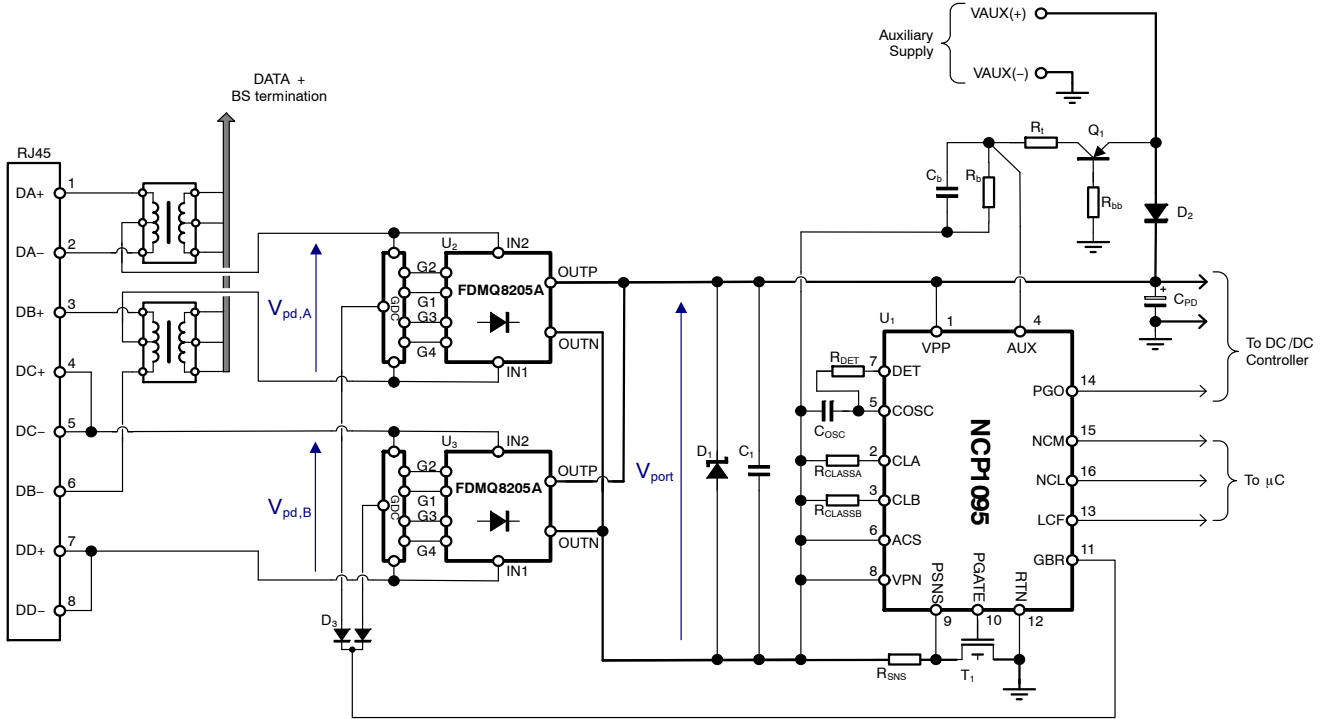 VAUX(+)
Auxiliary
Supply
VAUX(−)
DATA +
BS termination
RJ45
DA+ 1
DA− 2
DB+ 3
DC+ 4
DC− 5
DB− 6
DD+ 7
DD− 8
Rt
Q1
Cb
Rb
Rbb
D2
Vpd,A
GDC
G2
G1
G3
G4
U2
IN2
FDMQ8205A
OUTP
OUTN
IN1
Vpd,B
GDC
G2
G1
G3
G4
U3
IN2
FDMQ8205A
OUTP
OUTN
IN1
D3
Vport
D1
C1
+
CPD
To DC/DC
Controller
U1
1
VPP
4
AUX
RDET
7 DET
5 COSC
COSC
2 CLA
RCLASSA
3 CLB
RCLASSB
6 ACS
8 VPN
NCP1095
PGO 14
NCM 15
NCL 16
LCF 13
GBR 11
To μC
PSNS
PGATE
RTN
9
10
12
RSNS
T1